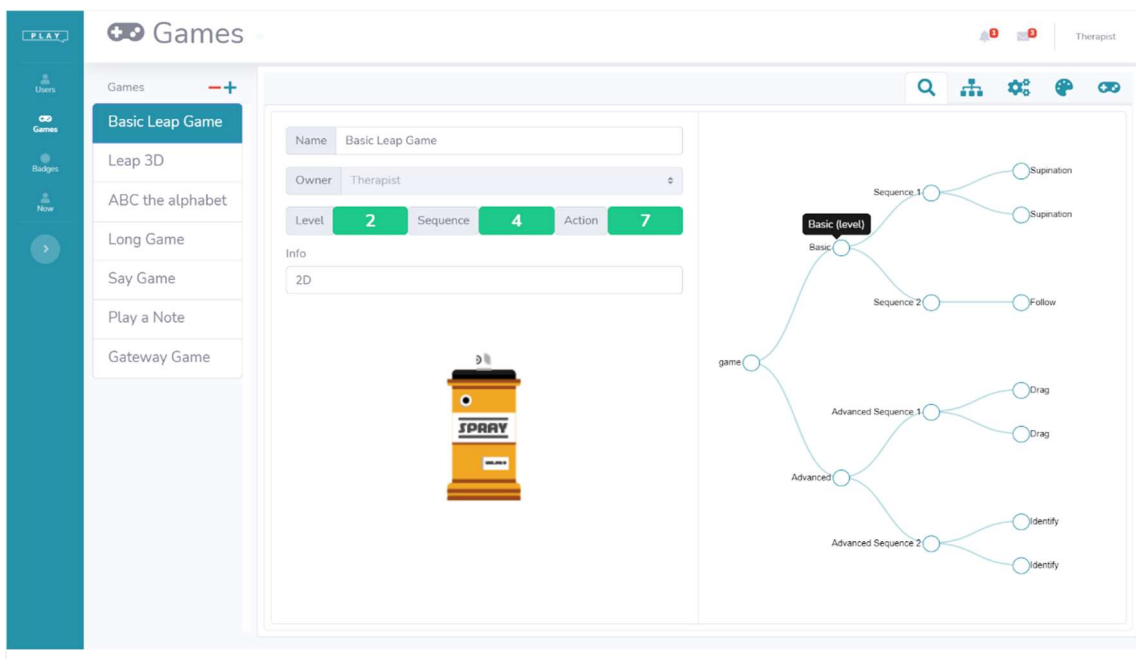 PLAY
Games
3
3
Therapist
Users
Games
Badges
Now
Games
Basic Leap Game
Leap 3D
ABC the alphabet
Long Game
Say Game
Play a Note
Gateway Game
Name Basic Leap Game
Owner Therapist
Level 2 Sequence 4 Action 7
Info
2D
SPRAY
Supination
Sequence 1
Supination
Basic (level)
Basic
Sequence 2
Follow
game
Drag
Advanced Sequence 1
Drag
Advanced
Identify
Advanced Sequence 2
Identify